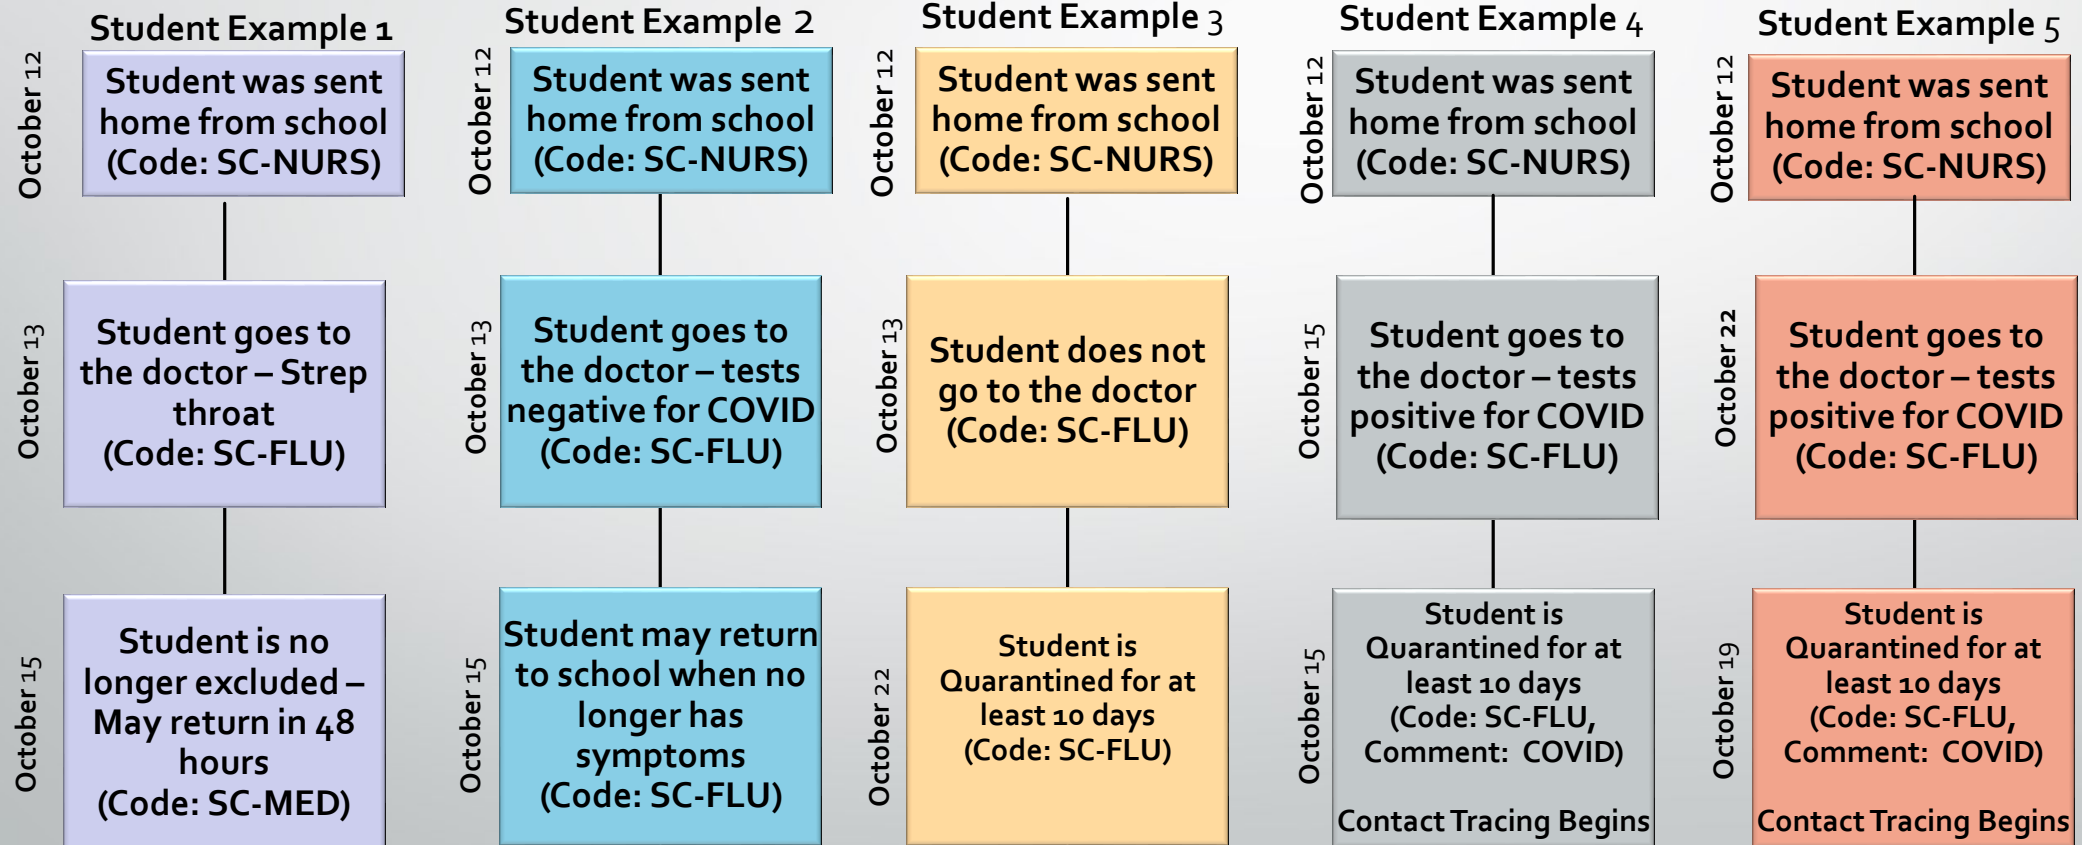 Student Example 1
October 12
Student was sent
home from school
(Code: SC-NURS)
October 13
Student goes to
the doctor – Strep
throat
(Code: SC-FLU)
October 15
Student is no
longer excluded –
May return in 48
hours
(Code: SC-MED)
Student Example 2
October 12
Student was sent
home from school
(Code: SC-NURS)
October 13
Student goes to
the doctor – tests
negative for COVID
(Code: SC-FLU)
October 15
Student may return
to school when no
longer has
symptoms
(Code: SC-FLU)
Student Example 3
October 12
Student was sent
home from school
(Code: SC-NURS)
October 13
Student does not
go to the doctor
(Code: SC-FLU)
October 22
Student is
Quarantined for at
least 10 days
(Code: SC-FLU)
Student Example 4
October 12
Student was sent
home from school
(Code: SC-NURS)
October 15
Student goes to
the doctor – tests
positive for COVID
(Code: SC-FLU)
October 15
Student is
Quarantined for at
least 10 days
(Code: SC-FLU,
Comment: COVID)
Contact Tracing Begins
Student Example 5
October 12
Student was sent
home from school
(Code: SC-NURS)
October 22
Student goes to
the doctor – tests
positive for COVID
(Code: SC-FLU)
October 19
Student is
Quarantined for at
least 10 days
(Code: SC-FLU,
Comment: COVID)
Contact Tracing Begins